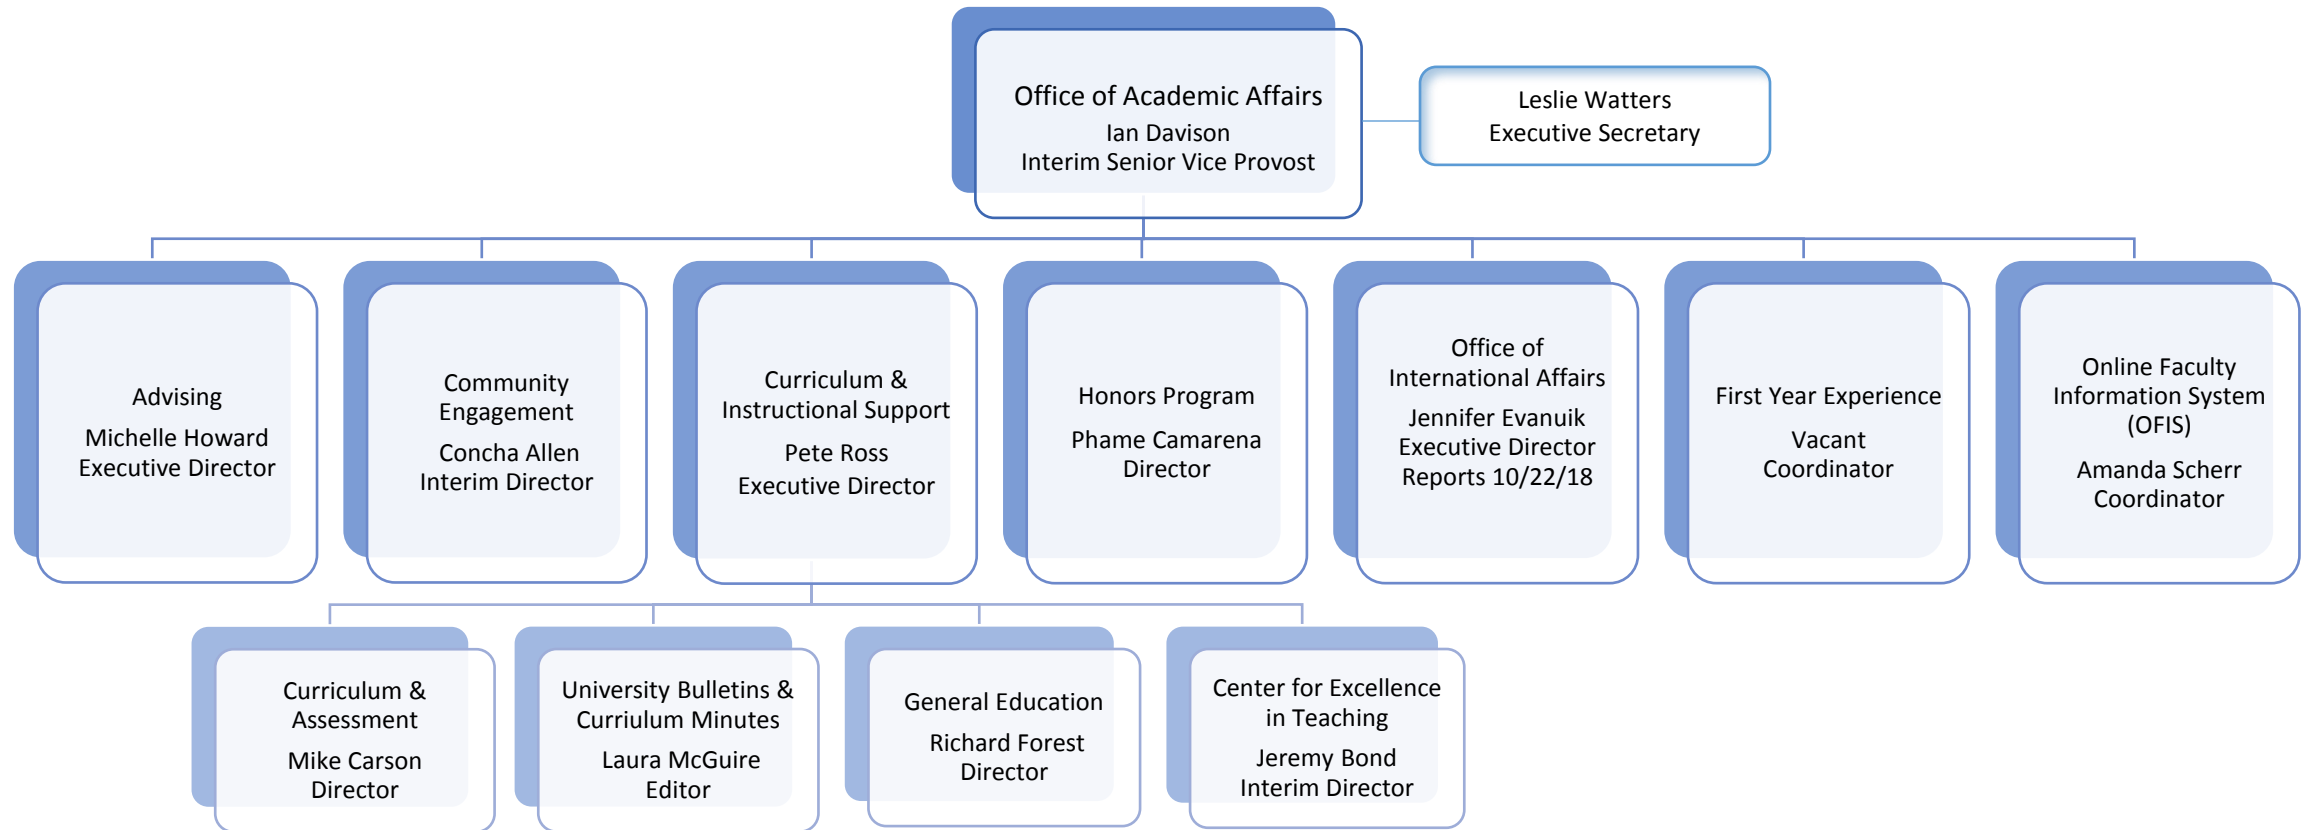 Office of Academic Affairs
Ian Davison
Interim Senior Vice Provost
Leslie Watters
Executive Secretary
Advising
Michelle Howard
Executive Director
Community
Engagement
Concha Allen
Interim Director
Curriculum &
Instructional Support
Pete Ross
Executive Director
Honors Program
Phame Camarena
Director
Office of
International Affairs
Jennifer Evanuik
Executive Director
Reports 10/22/18
First Year Experience
Vacant
Coordinator
Online Faculty
Information System
(OFIS)
Amanda Scherr
Coordinator
Curriculum &
Assessment
Mike Carson
Director
University Bulletins &
Curriulum Minutes
Laura McGuire
Editor
General Education
Richard Forest
Director
Center for Excellence
in Teaching
Jeremy Bond
Interim Director